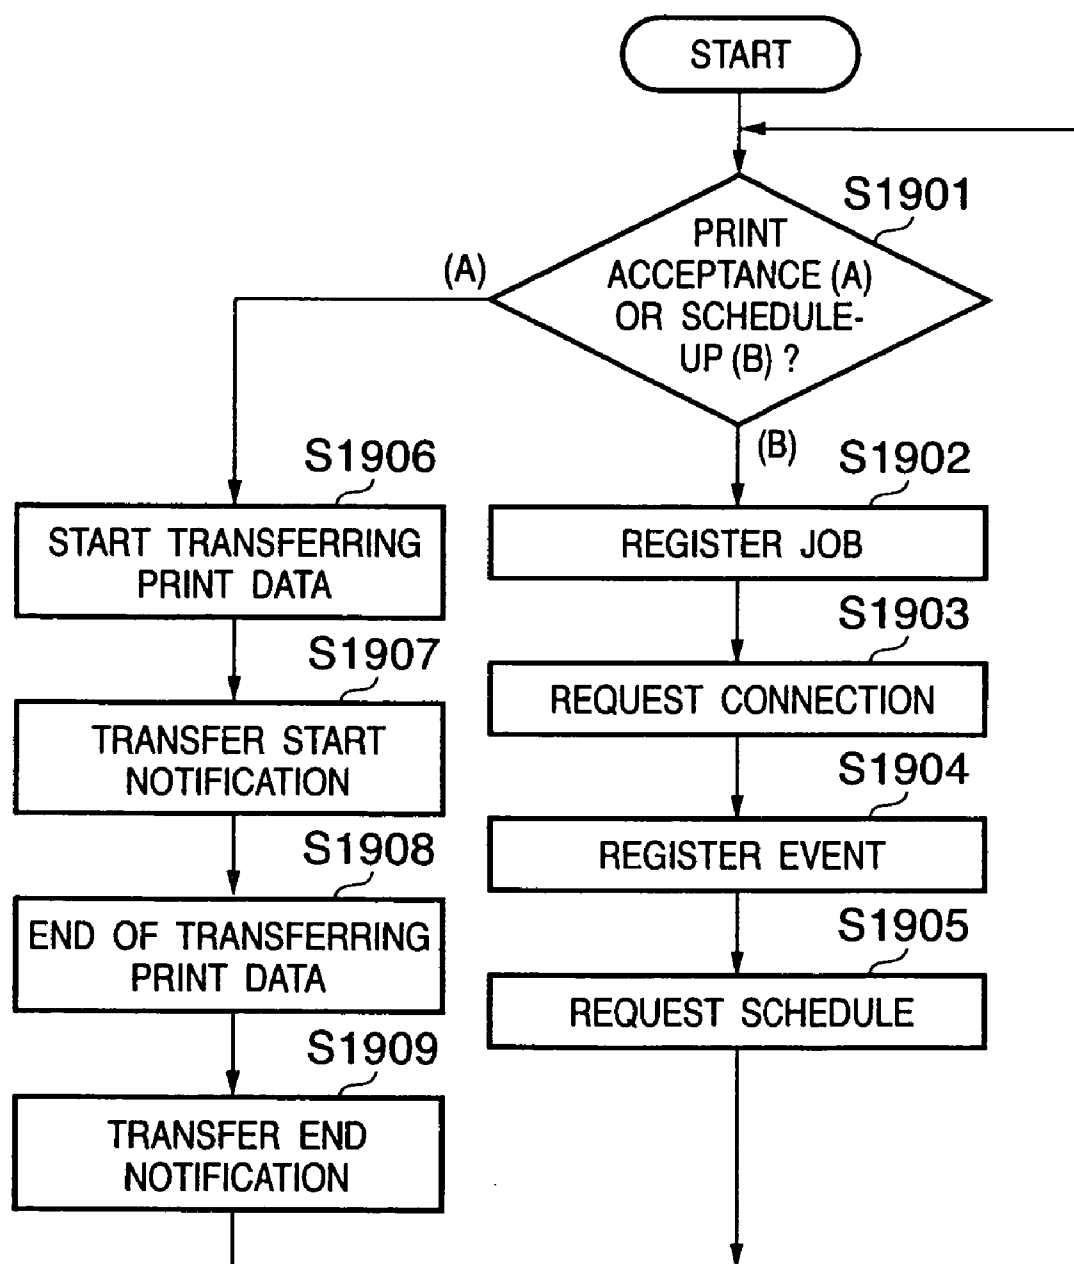 START
S1901
PRINT
ACCEPTANCE (A)
OR SCHEDULE-
UP (B) ?
(A)
(B)
S1906
START TRANSFERRING
PRINT DATA
S1907
TRANSFER START
NOTIFICATION
S1908
END OF TRANSFERRING
PRINT DATA
S1909
TRANSFER END
NOTIFICATION
S1902
REGISTER JOB
S1903
REQUEST CONNECTION
S1904
REGISTER EVENT
S1905
REQUEST SCHEDULE